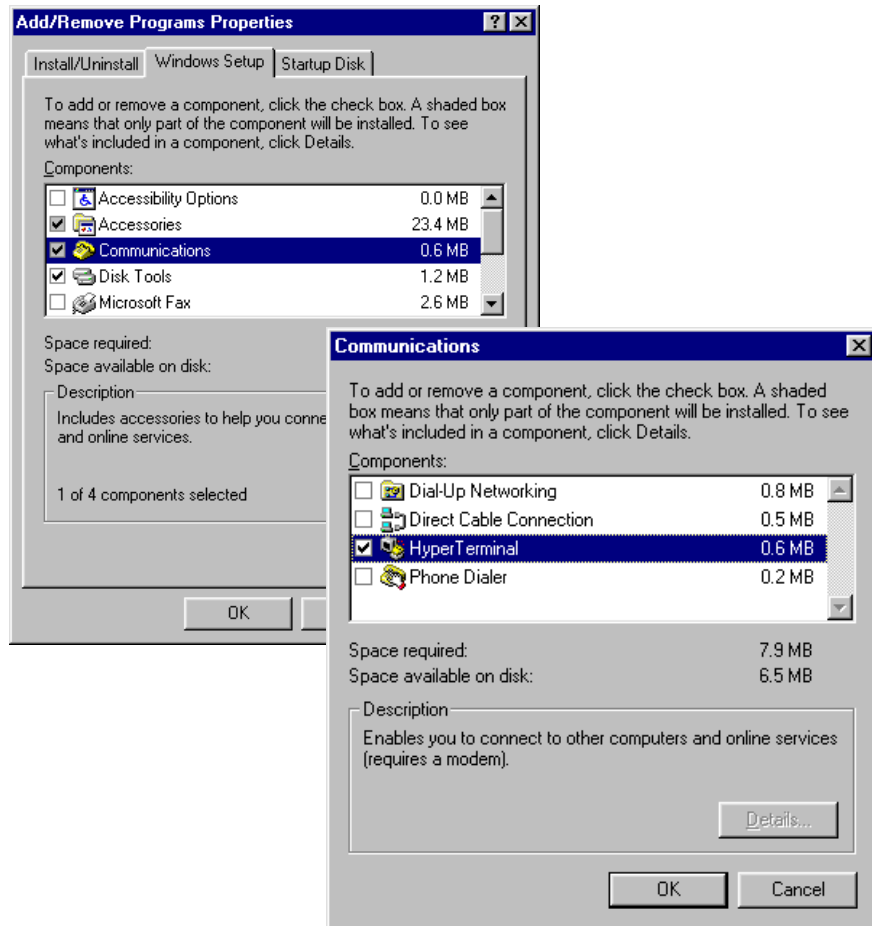 Add/Remove Programs Properties
Install/Uninstall Windows Setup Startup Disk
To add or remove a component, click the check box. A shaded box
means that only part of the component will be installed. To see
what's included in a component, click Details.
Components:
Accessibility Options 0.0 MB
Accessories 23.4 MB
Communications 0.6 MB
Disk Tools 1.2 MB
Microsoft Fax 2.6 MB
Space required:
Space available on disk:
Description
Includes accessories to help you conne
and online services.
1 of 4 components selected
OK
Communications
To add or remove a component, click the check box. A shaded
box means that only part of the component will be installed. To see
what's included in a component, click Details.
Components:
Dial-Up Networking 0.8 MB
Direct Cable Connection 0.5 MB
HyperTerminal 0.6 MB
Phone Dialer 0.2 MB
Space required: 7.9 MB
Space available on disk: 6.5 MB
Description
Enables you to connect to other computers and online services
(requires a modem).
Details...
OK Cancel